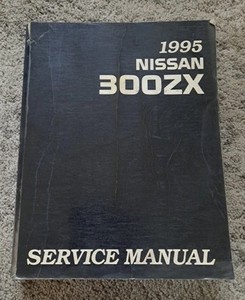 1995
NISSAN
300ZX
SERVICE MANUAL